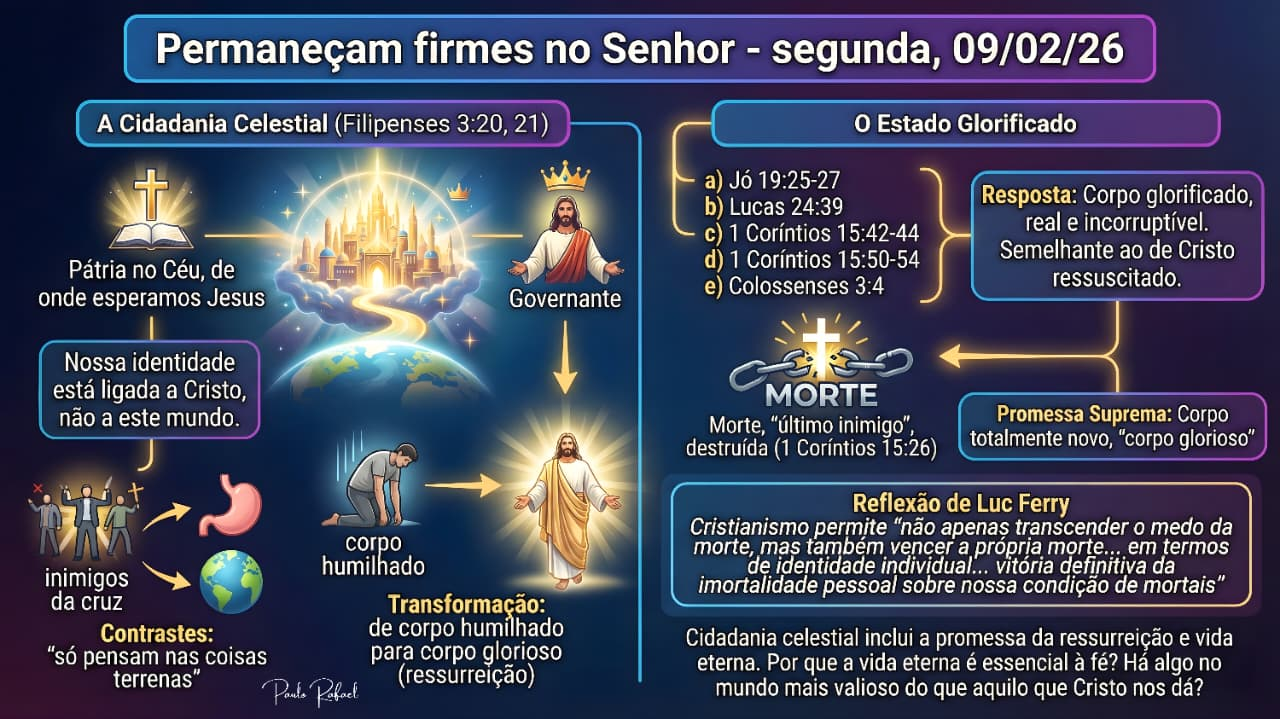 Permaneçam firmes no Senhor - segunda, 09/02/26
A Cidadania Celestial (Filipenses 3:20, 21)
Pátria no Céu, de
onde esperamos Jesus
Governante
Nossa identidade
está ligada a Cristo,
não a este mundo.
inimigos
da cruz
Contrastes:
“só pensam nas coisas
terrenas”
corpo
humilhado
Transformação:
de corpo humilhado
para corpo glorioso
(ressurreição)
Paulo Rafael
O Estado Glorificado
a) Jó 19:25-27
b) Lucas 24:39
c) 1 Coríntios 15:42-44
d) 1 Coríntios 15:50-54
e) Colossenses 3:4
Resposta: Corpo glorificado,
real e incorruptível.
Semelhante ao de Cristo
ressuscitado.
MORTE
Morte, “último inimigo”,
destruída (1 Coríntios 15:26)
Promessa Suprema: Corpo
totalmente novo, “corpo glorioso”
Reflexão de Luc Ferry
Cristianismo permite “não apenas transcender o medo da
morte, mas também vencer a própria morte... em termos
de identidade individual... vitória definitiva da
imortalidade pessoal sobre nossa condição de mortais”
Cidadania celestial inclui a promessa da ressurreição e vida
eterna. Por que a vida eterna é essencial à fé? Há algo no
mundo mais valioso do que aquilo que Cristo nos dá?